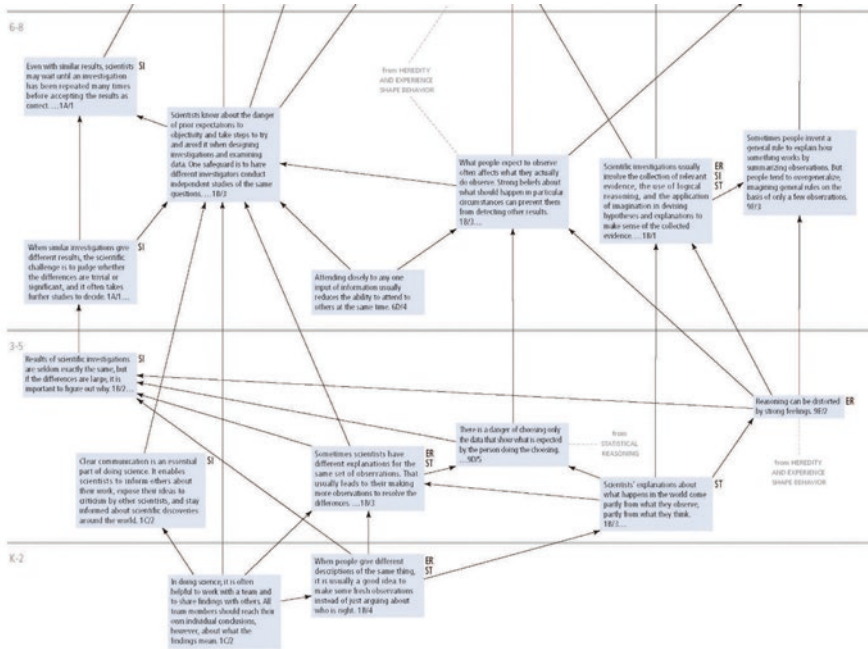 6-8
Even with similar results, scientists
may wait until an investigation
has been repeated many times
before accepting the results as
correct. ...1A/1
SI
Scientists know about the danger
of prior expectations to
objectivity and take steps to try
and avoid it when designing
investigations and examining
data. One safeguard is to have
different investigators conduct
independent studies of the same
questions. ...1B/2
from HEREDITY
AND EXPERIENCE
SHAPE BEHAVIOR
What people expect to observe
often affects what they actually
do observe. Strong beliefs about
what should happen in particular
circumstances can prevent them
from detecting other results.
1B/3...
Scientific investigations usually
involve the collection of relevant
evidence, the use of logical
reasoning, and the application
of imagination in devising
hypotheses and explanations to
make sense of the collected
evidence. ...1B/1
ER
SI
ST
Sometimes people invent a
general rule to explain how
something works by
summarizing observations. But
people tend to overgeneralize,
imagining general rules on the
basis of only a few observations.
9E/3
When similar investigations give
different results, the scientific
challenge is to judge whether
the differences are trivial or
significant, and it often takes
further studies to decide. 1A/1...
SI
Attending closely to any one
input of information usually
reduces the ability to attend to
others at the same time. 6D/4
3-5
Results of scientific investigations
are seldom exactly the same, but
if the differences are large, it is
important to figure out why. 1B/2...
SI
Reasoning can be distorted
by strong feelings. 9E/2
ER
There is a danger of choosing only
the data that show what is expected
by the person doing the choosing.
...9D/5
from
STATISTICAL
REASONING
Clear communication is an essential
part of doing science. It enables
scientists to inform others about
their work, expose their ideas to
criticism by other scientists, and stay
informed about scientific discoveries
around the world. 1C/2
SI
Sometimes scientists have
different explanations for the
same set of observations. That
usually leads to their making
more observations to resolve the
differences. ...1B/3
ER
ST
Scientists' explanations about
what happens in the world come
partly from what they observe,
partly from what they think.
1B/3...
ST
from HEREDITY
AND EXPERIENCE
SHAPE BEHAVIOR
K-2
In doing science, it is often
helpful to work with a team and
to share findings with others. All
team members should reach their
own individual conclusions,
however, about what the
findings mean. 1C/2
When people give different
descriptions of the same thing,
it is usually a good idea to
make some fresh observations
instead of just arguing about
who is right. 1B/4
ER
ST